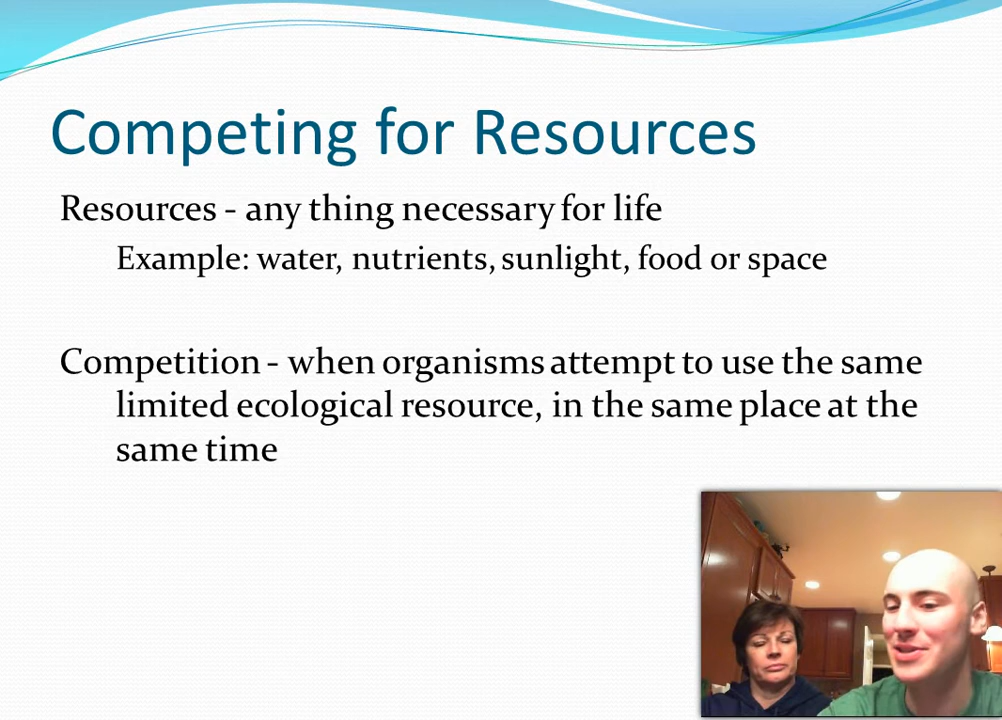 Competing for Resources
Resources - any thing necessary for life
Example: water, nutrients, sunlight, food or space
Competition - when organisms attempt to use the same
limited ecological resource, in the same place at the
same time